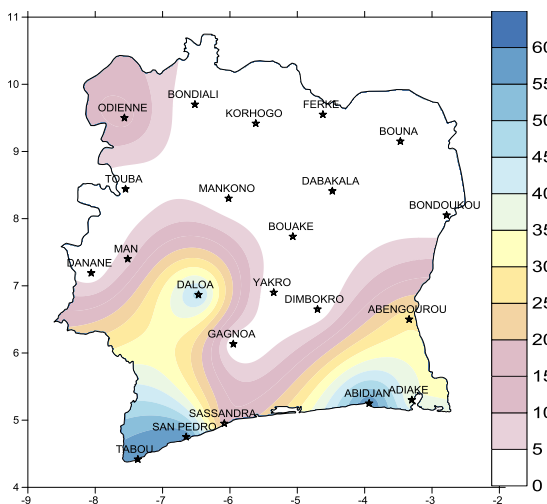 11
10
9
8
7
6
5
4
-9 -8 -7 -6 -5 -4 -3 -2
ODIENNE
BONDIALI
KORHOGO
FERKE
BOUNA
TOUBA
MANKONO
DABAKALA
BONDOUKOU
BOUAKE
MAN
DANANE
DALOA
YAKRO
DIMBOKRO
ABENGOUROU
GAGNOA
ABIDJAN
ADIAKE
SASSANDRA
SAN PEDRO
TABOU
60
50
45
40
35
30
25
20
15
10
5
0